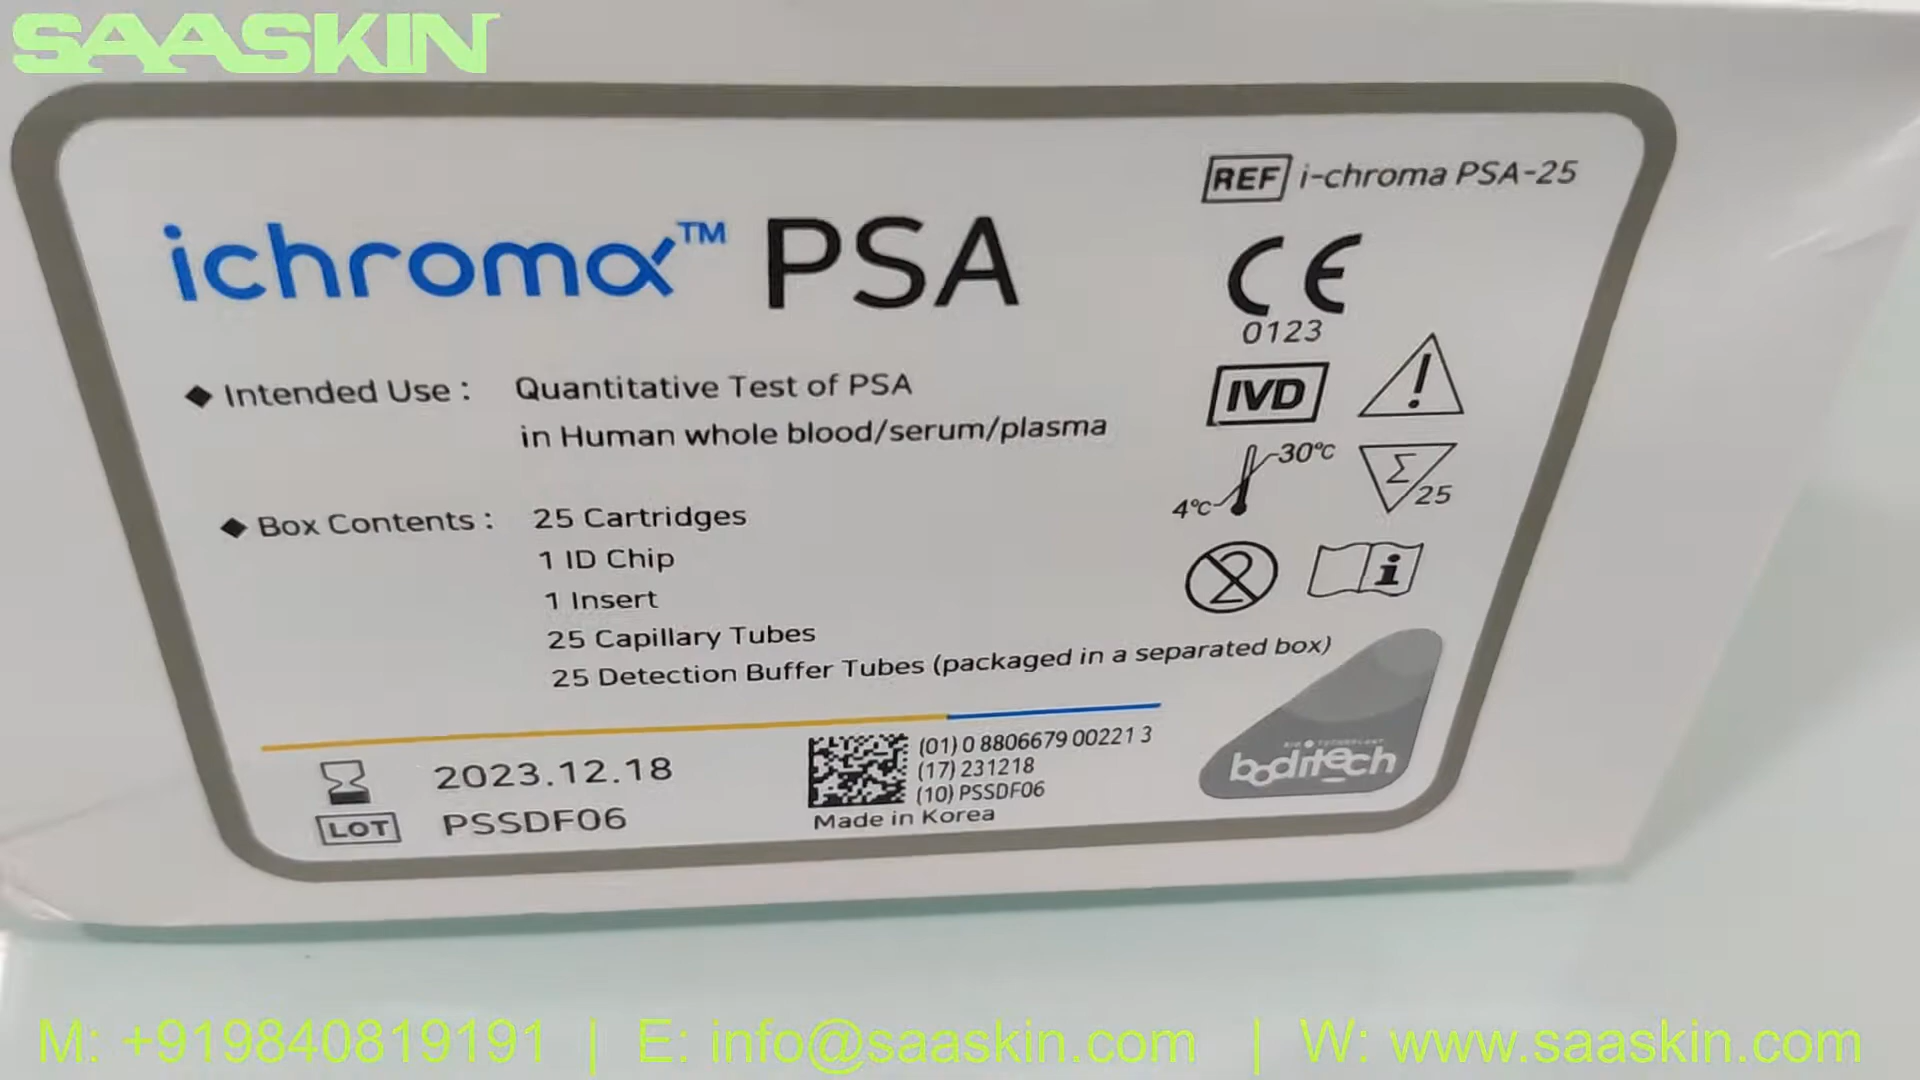 SAASKIN
REF i-chroma PSA-25
ichroma™ PSA
CE
0123
◆ Intended Use : Quantitative Test of PSA
in Human whole blood/serum/plasma
IVD
30°C
4°C
Σ 25
◆ Box Contents : 25 Cartridges
1 ID Chip
1 Insert
25 Capillary Tubes
25 Detection Buffer Tubes (packaged in a separated box)
2
i
2023.12.18
LOT PSSDF06
(01) 0 8806679 00221 3
(17) 231218
(10) PSSDF06
Made in Korea
boditech
M: +919840819191 | E: info@saaskin.com | W: www.saaskin.com